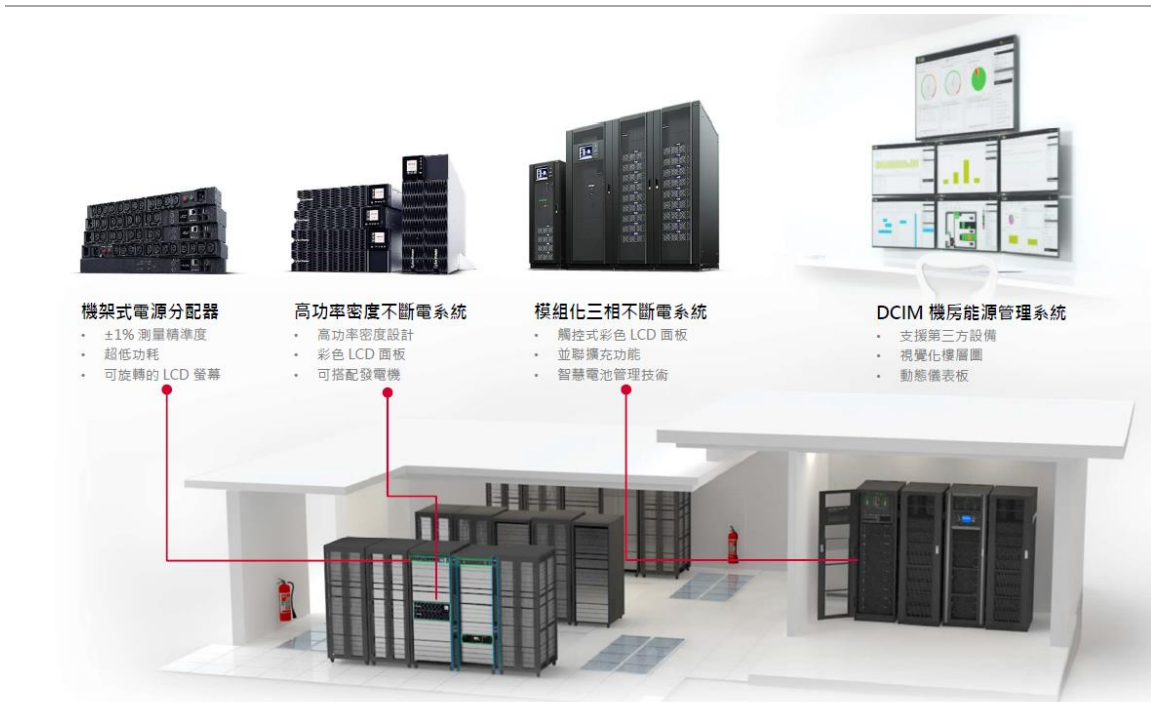 機架式電源分配器
• ±1% 測量精準度
• 超低功耗
• 可旋轉的 LCD 螢幕
高功率密度不斷電系統
• 高功率密度設計
• 彩色 LCD 面板
• 可搭配發電機
模組化三相不斷電系統
• 觸控式彩色 LCD 面板
• 並聯擴充功能
• 智慧電池管理技術
DCIM 機房能源管理系統
• 支援第三方設備
• 視覺化樓層圖
• 動態儀表板